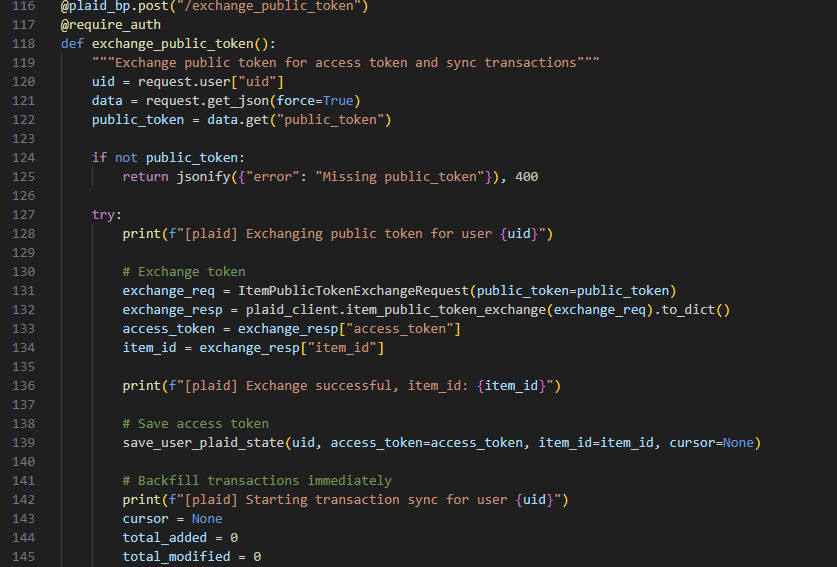 116 @plaid_bp.post("/exchange_public_token")
117 @require_auth
118 def exchange_public_token():
119     """Exchange public token for access token and sync transactions"""
120     uid = request.user["uid"]
121     data = request.get_json(force=True)
122     public_token = data.get("public_token")
123
124     if not public_token:
125         return jsonify({"error": "Missing public_token"}), 400
126
127     try:
128         print(f"[plaid] Exchanging public token for user {uid}")
129
130         # Exchange token
131         exchange_req = ItemPublicTokenExchangeRequest(public_token=public_token)
132         exchange_resp = plaid_client.item_public_token_exchange(exchange_req).to_dict()
133         access_token = exchange_resp["access_token"]
134         item_id = exchange_resp["item_id"]
135
136         print(f"[plaid] Exchange successful, item_id: {item_id}")
137
138         # Save access token
139         save_user_plaid_state(uid, access_token=access_token, item_id=item_id, cursor=None)
140
141         # Backfill transactions immediately
142         print(f"[plaid] Starting transaction sync for user {uid}")
143         cursor = None
144         total_added = 0
145         total_modified = 0